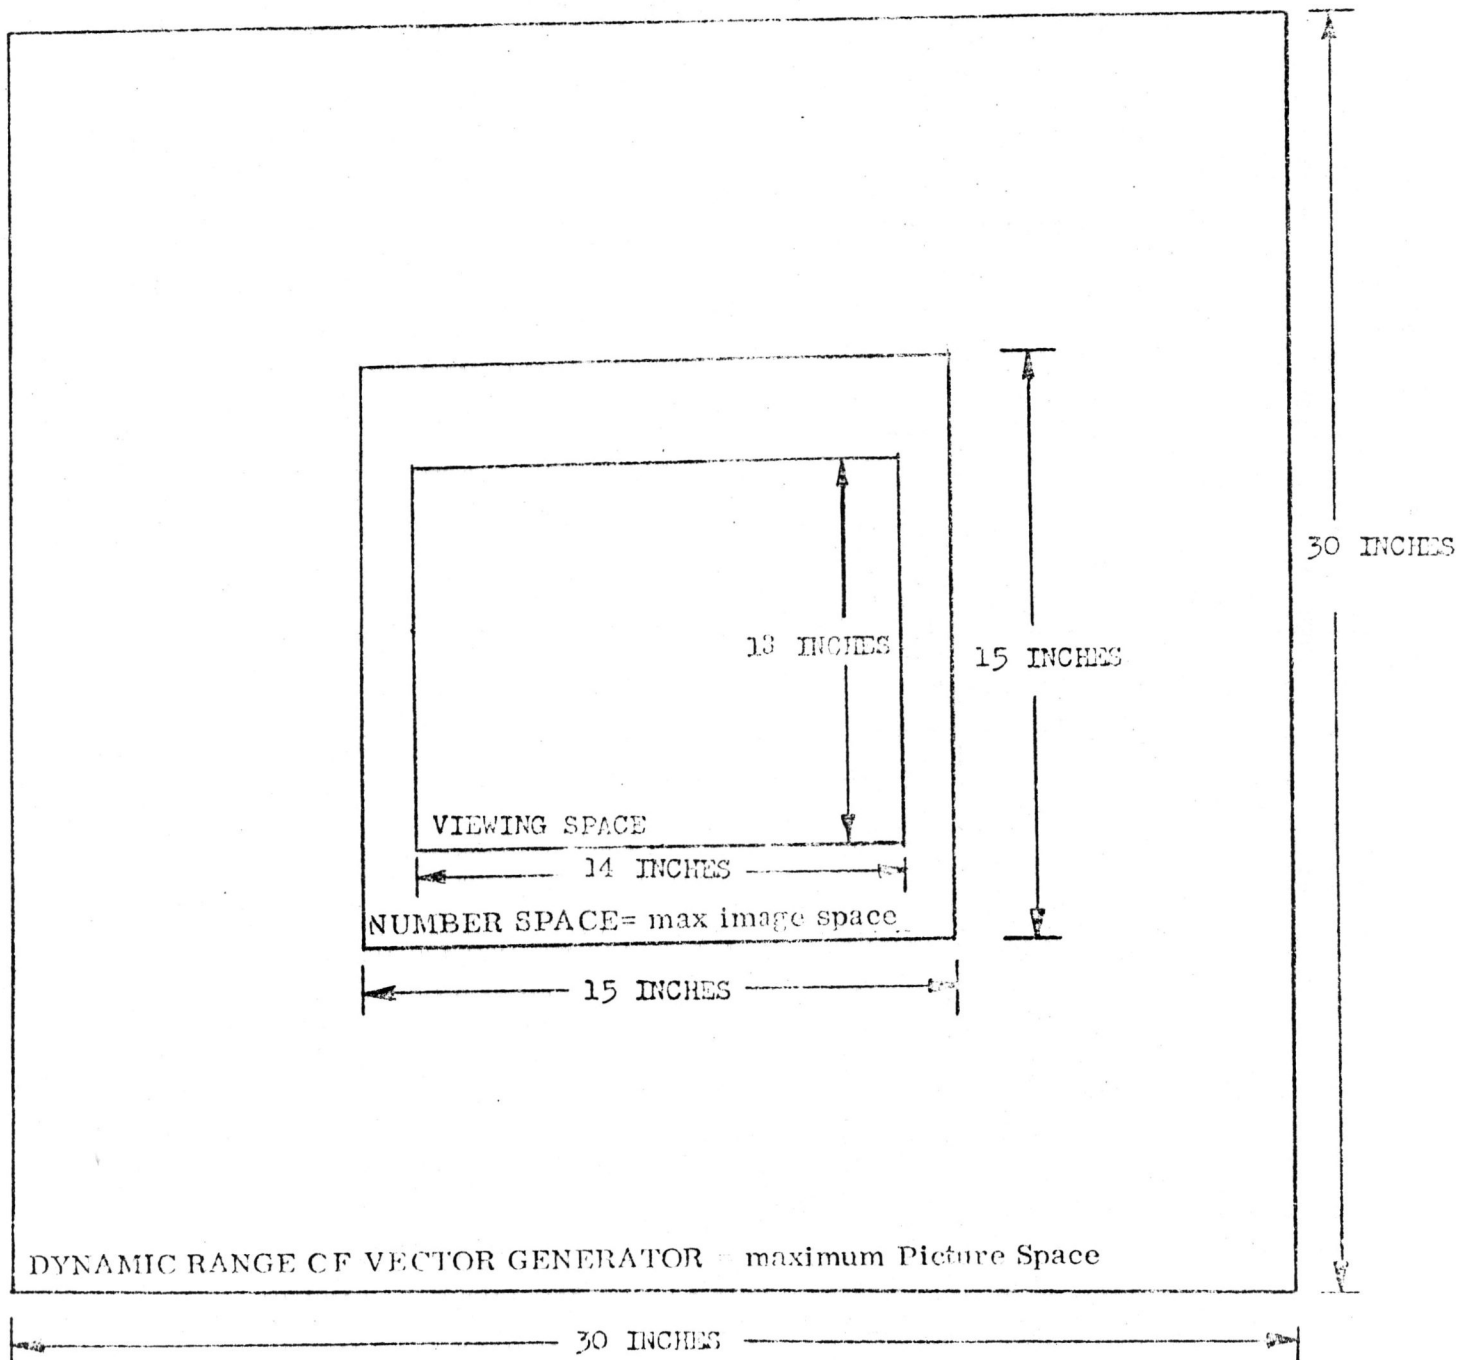 30 INCHES
13 INCHES
15 INCHES
VIEWING SPACE
14 INCHES
NUMBER SPACE= max image space
15 INCHES
DYNAMIC RANGE OF VECTOR GENERATOR = maximum Picture Space
30 INCHES